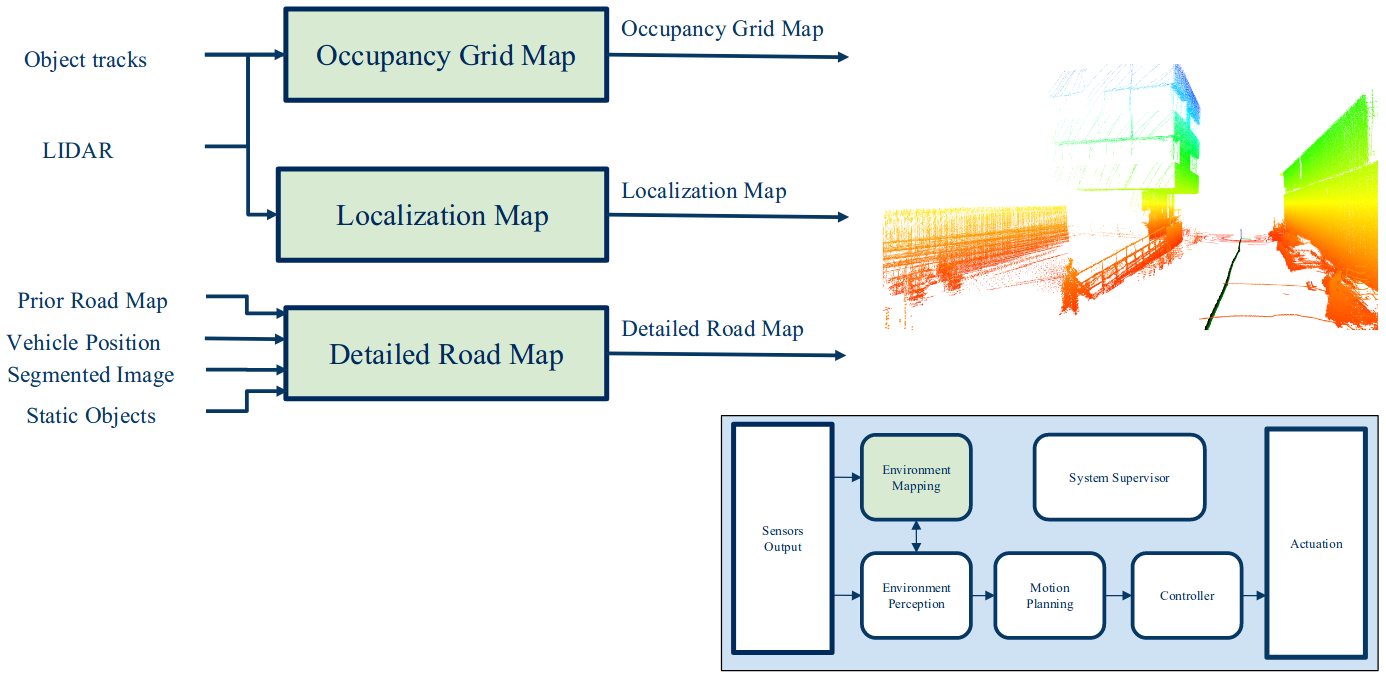 Object tracks
LIDAR
Occupancy Grid Map
Occupancy Grid Map
Localization Map
Localization Map
Prior Road Map
Vehicle Position
Segmented Image
Static Objects
Detailed Road Map
Detailed Road Map
Sensors
Output
Environment
Mapping
System Supervisor
Environment
Perception
Motion
Planning
Controller
Actuation